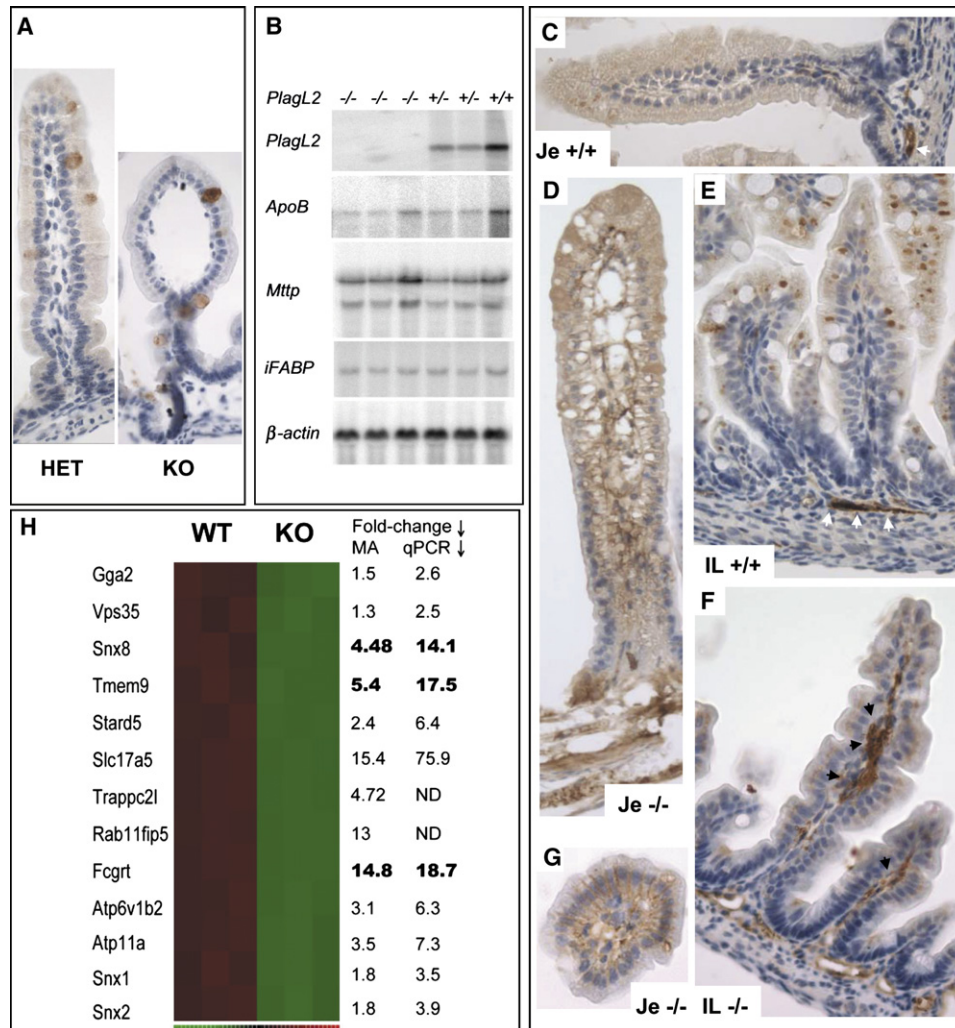 A
HET
KO
B
PlagL2 -/- -/- -/- +/- +/- +/+
PlagL2
ApoB
Mttp
iFABP
β-actin
C
Je +/+
D
Je -/-
E
IL +/+
F
IL -/-
G
Je -/-
H
WT KO Fold-change ↓
MA qPCR ↓
Gga2 1.5 2.6
Vps35 1.3 2.5
Snx8 4.48 14.1
Tmem9 5.4 17.5
Stard5 2.4 6.4
Slc17a5 15.4 75.9
Trappc2l 4.72 ND
Rab11fip5 13 ND
Fcgrt 14.8 18.7
Atp6v1b2 3.1 6.3
Atp11a 3.5 7.3
Snx1 1.8 3.5
Snx2 1.8 3.9